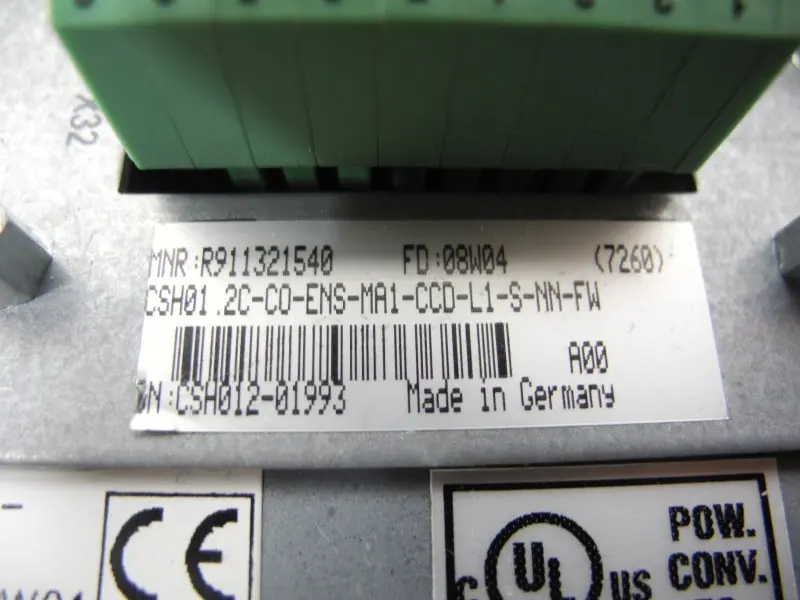 X32
MNR:R911321540 FD:08W04 (7260)
CSH01.2C-CO-ENS-MA1-CCD-L1-S-NN-FW
A00
SN:CSH012-01993 Made in Germany
CE
c UL US
POW.
CONV.